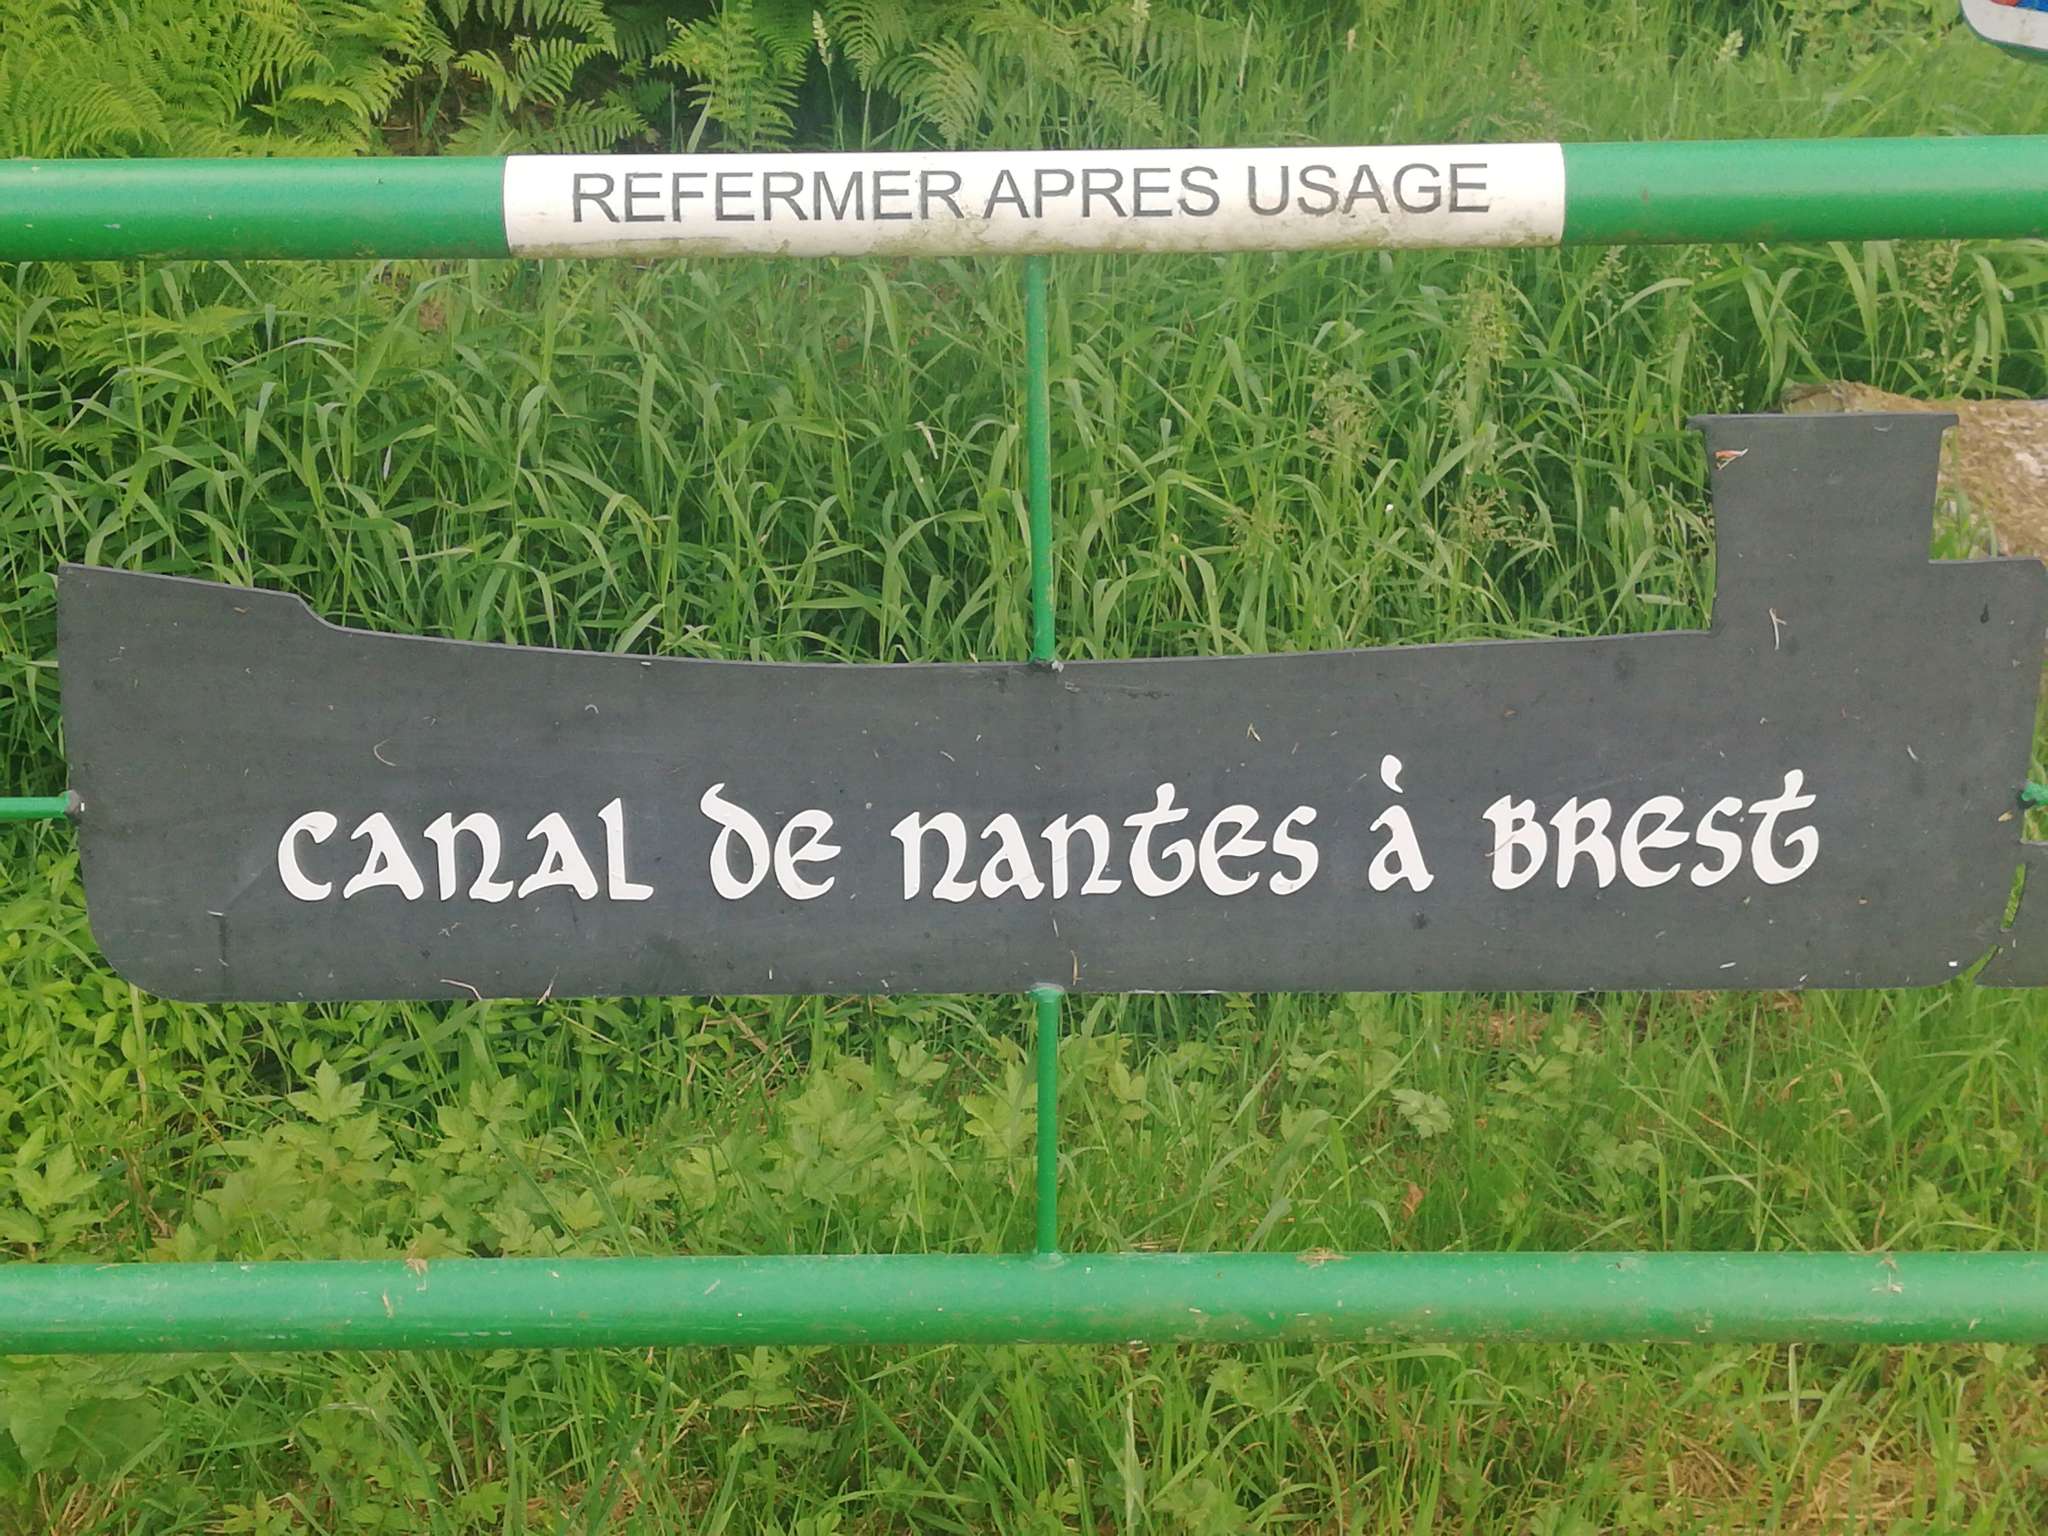 REFERMER APRES USAGE
CANAL DE NANTES À BREST